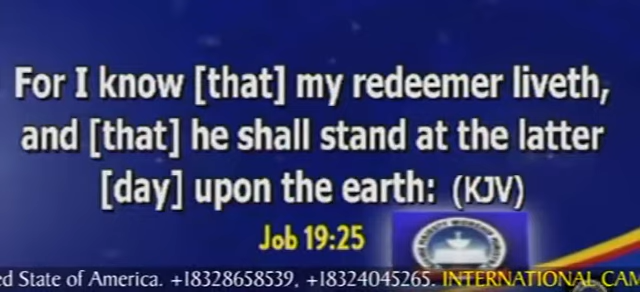 For I know [that] my redeemer liveth,
and [that] he shall stand at the latter
[day] upon the earth: (KJV)
Job 19:25
ed State of America. +18328658539, +18324045265. INTERNATIONAL CAM